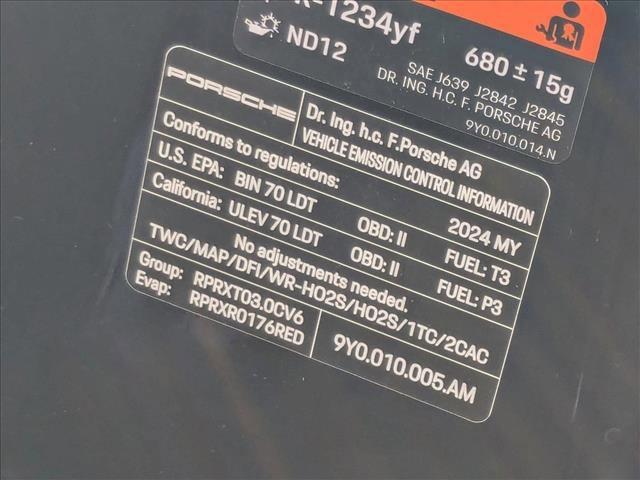 R-1234yf
680 ± 15g
ND12
SAE J639 J2842 J2845
DR. ING. H.C. F. PORSCHE AG
9Y0.010.014.N
PORSCHE
Dr. Ing. h.c. F.Porsche AG
VEHICLE EMISSION CONTROL INFORMATION
Conforms to regulations:
2024 MY
U.S. EPA: BIN 70 LDT OBD: II FUEL: T3
California: ULEV 70 LDT OBD: II FUEL: P3
No adjustments needed.
TWC/MAP/DFI/WR-HO2S/HO2S/1TC/2CAC
Group: RPRXT03.0CV6
Evap: RPRXR0176RED
9Y0.010.005.AM